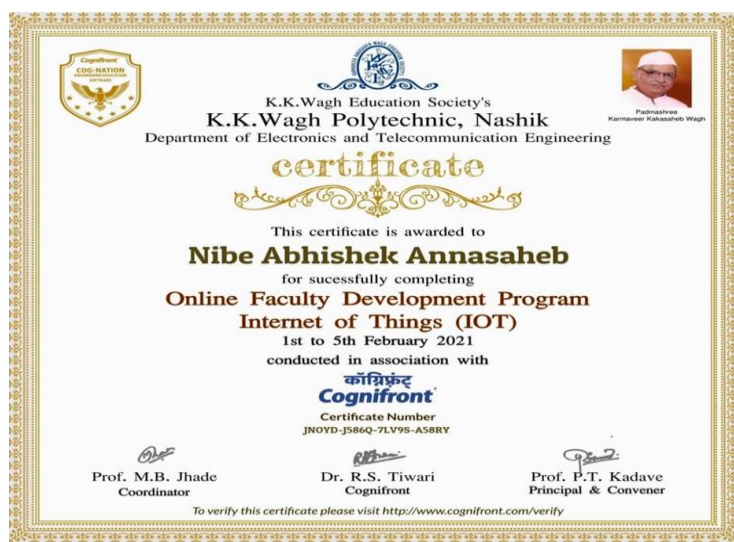 Cognifront
COG-NATION
ENGINEERING EDUCATION
SOFTWARE
K.K.Wagh Education Society's
K.K.Wagh Polytechnic, Nashik
Department of Electronics and Telecommunication Engineering
Padmashree
Karmaveer Kakasaheb Wagh
certificate
This certificate is awarded to
Nibe Abhishek Annasaheb
for sucessfully completing
Online Faculty Development Program
Internet of Things (IOT)
1st to 5th February 2021
conducted in association with
कॉग्निफ्रंट
Cognifront
Certificate Number
JNOYD-J586Q-7LV9S-A58RY
Prof. M.B. Jhade
Coordinator
Dr. R.S. Tiwari
Cognifront
Prof. P.T. Kadave
Principal & Convener
To verify this certificate please visit http://www.cognifront.com/verify